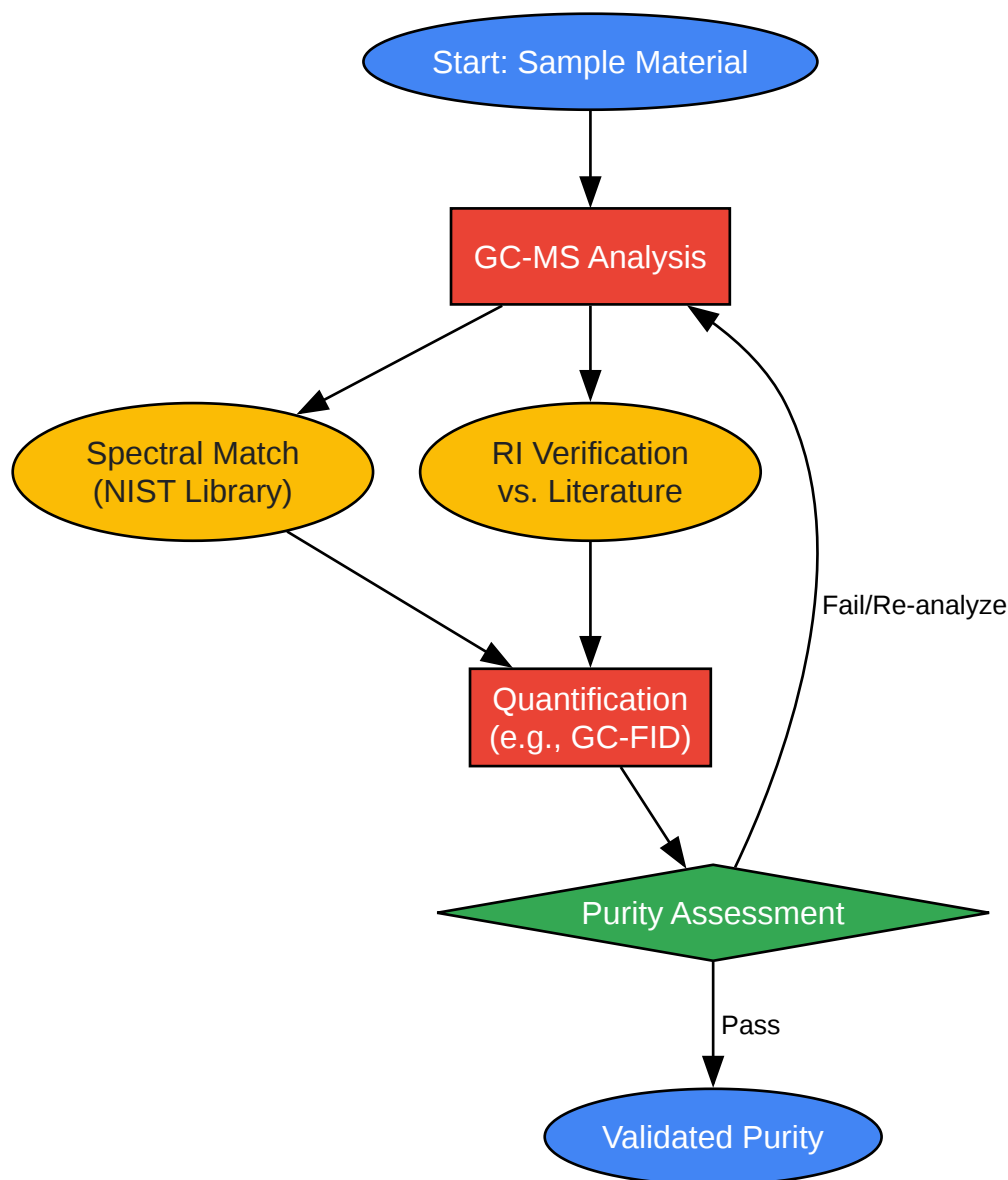 Start: Sample Material
GC-MS Analysis
Spectral Match
(NIST Library)
RI Verification
vs. Literature
Fail/Re-analyze
Quantification
(e.g., GC-FID)
Purity Assessment
Pass
Validated Purity